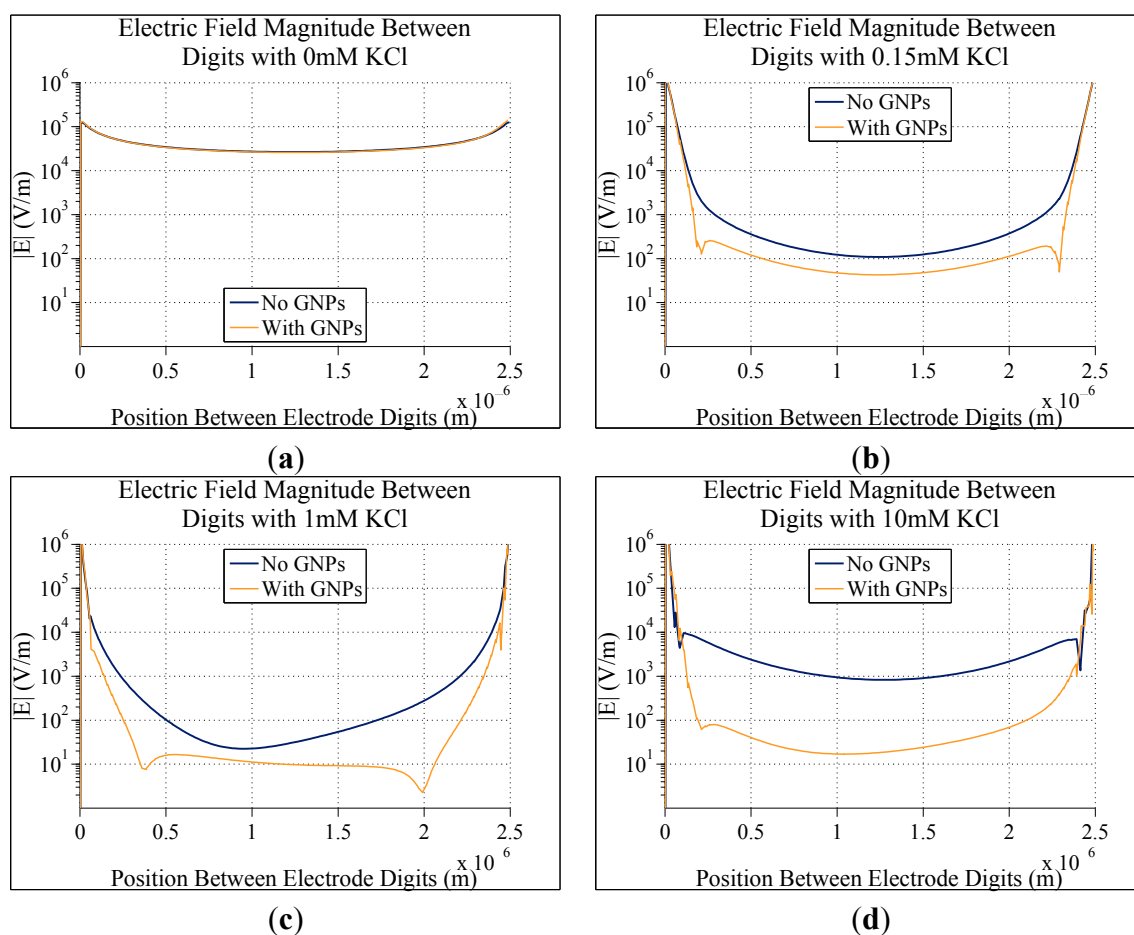 Electric Field Magnitude Between
Digits with 0mM KCl
|E| (V/m)
10^6
10^5
10^4
10^3
10^2
10^1
No GNPs
With GNPs
0 0.5 1 1.5 2 2.5
x 10^−6
Position Between Electrode Digits (m)
(a)
Electric Field Magnitude Between
Digits with 0.15mM KCl
|E| (V/m)
10^6
10^5
10^4
10^3
10^2
10^1
No GNPs
With GNPs
0 0.5 1 1.5 2 2.5
x 10^−6
Position Between Electrode Digits (m)
(b)
Electric Field Magnitude Between
Digits with 1mM KCl
|E| (V/m)
10^6
10^5
10^4
10^3
10^2
10^1
No GNPs
With GNPs
0 0.5 1 1.5 2 2.5
x 10^−6
Position Between Electrode Digits (m)
(c)
Electric Field Magnitude Between
Digits with 10mM KCl
|E| (V/m)
10^6
10^5
10^4
10^3
10^2
10^1
No GNPs
With GNPs
0 0.5 1 1.5 2 2.5
x 10^−6
Position Between Electrode Digits (m)
(d)